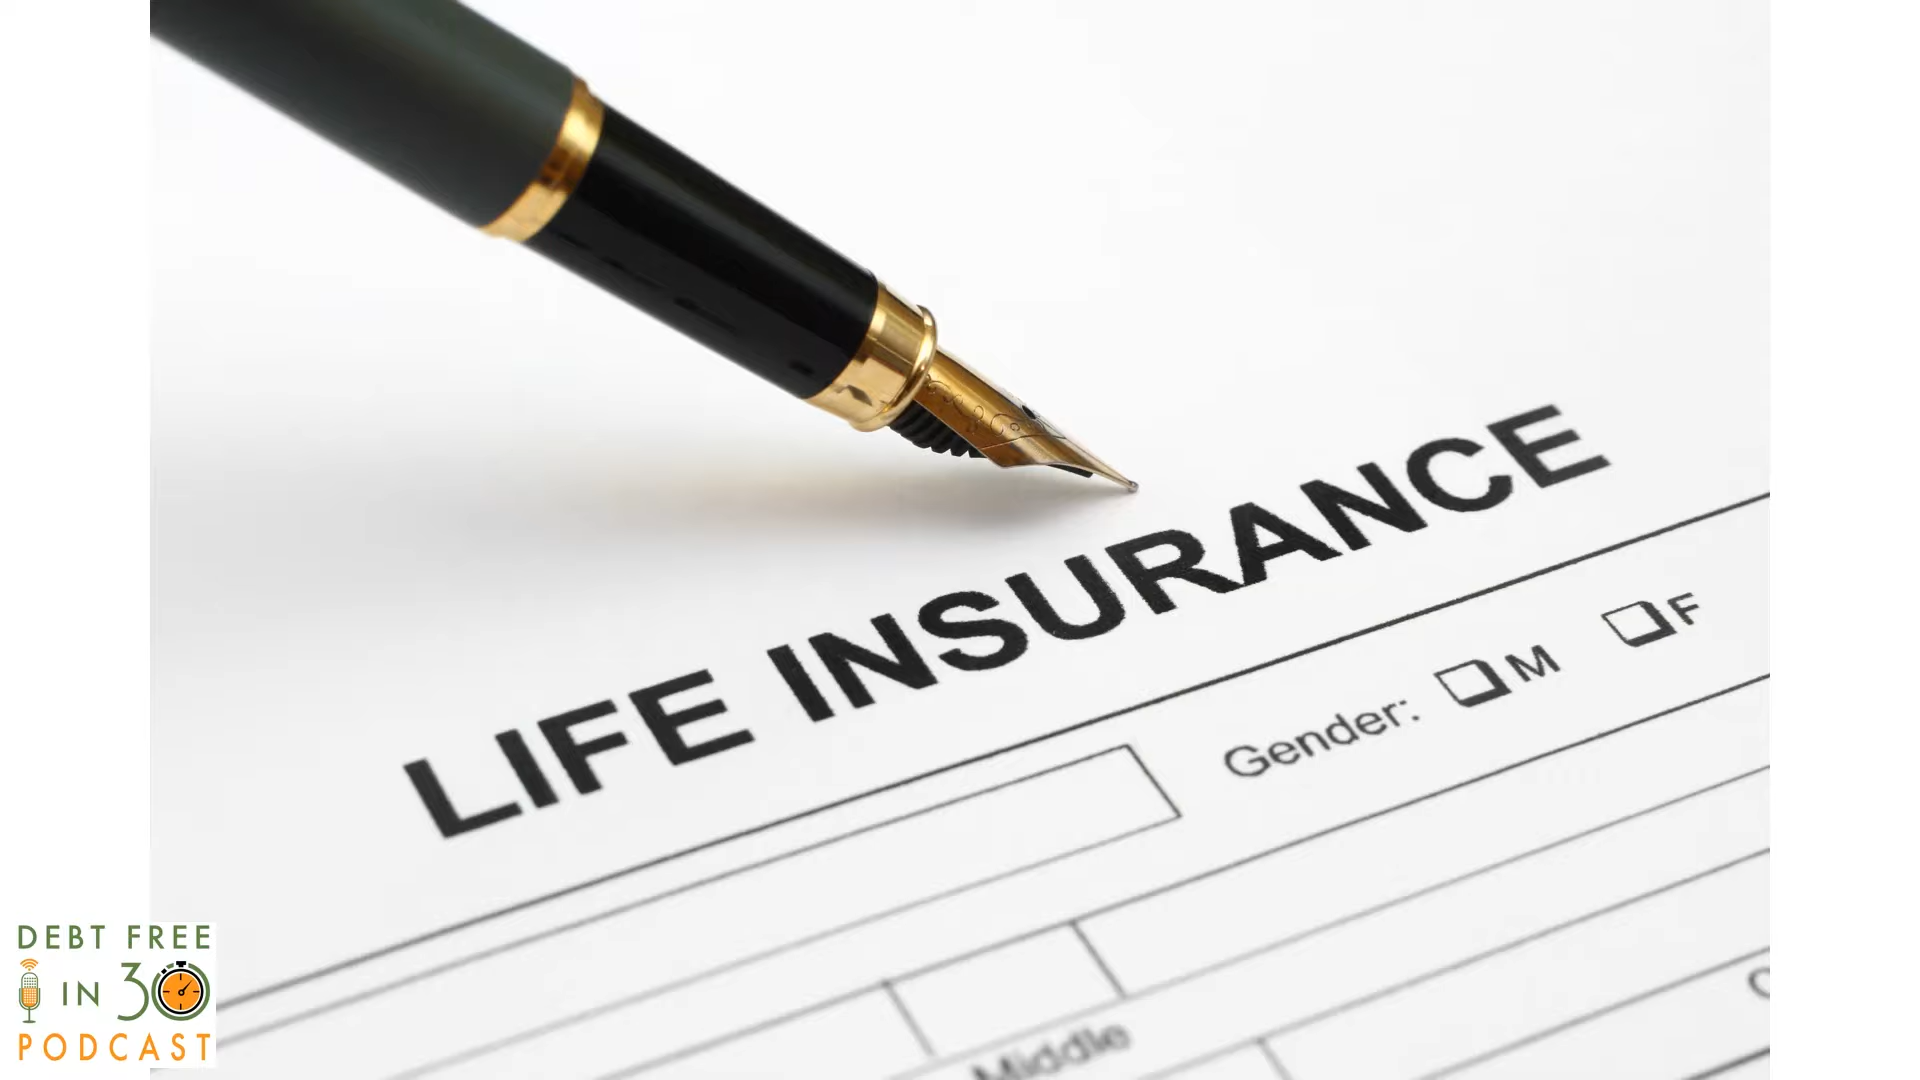 LIFE INSURANCE
Gender: M F
Middle
DEBT FREE
IN 30
PODCAST